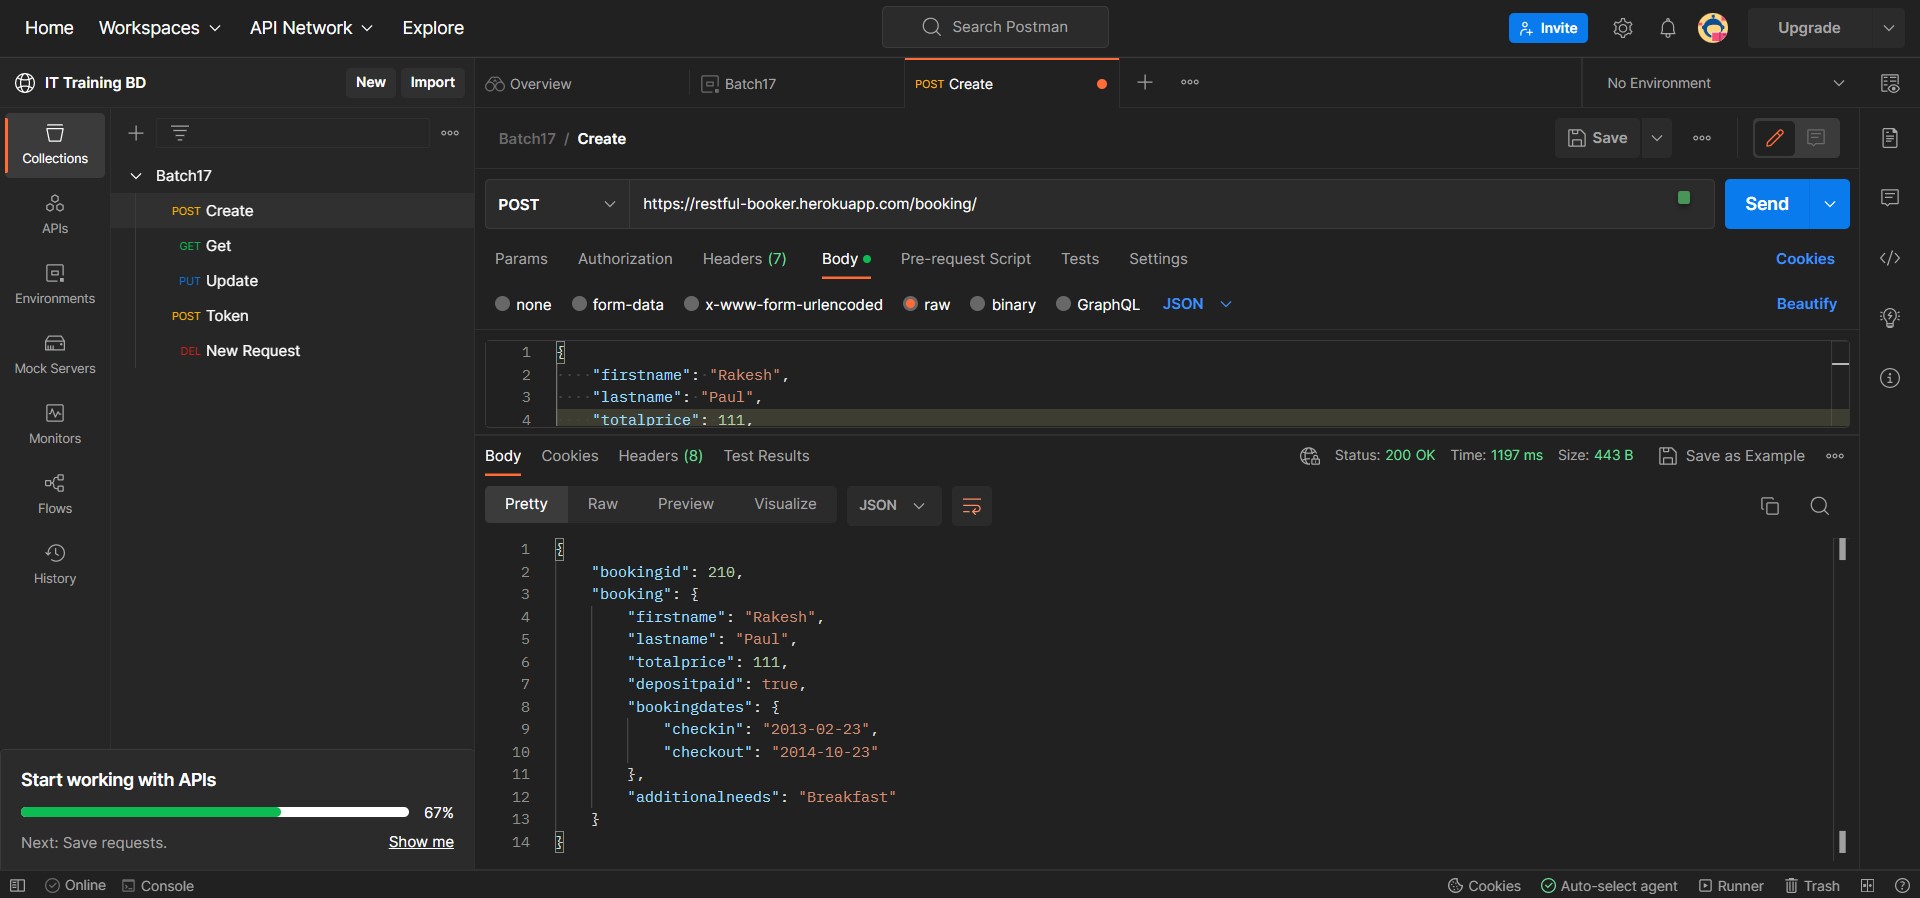 Home Workspaces API Network Explore Search Postman Invite Upgrade
IT Training BD New Import Overview Batch17 POST Create No Environment
Collections
Batch17
POST Create
GET Get
PUT Update
POST Token
DEL New Request
APIs
Environments
Mock Servers
Monitors
Flows
History
Start working with APIs
67%
Next: Save requests. Show me
Batch17 / Create Save
POST https://restful-booker.herokuapp.com/booking/ Send
Params Authorization Headers (7) Body Pre-request Script Tests Settings Cookies
none form-data x-www-form-urlencoded raw binary GraphQL JSON Beautify
1 {
2 "firstname": "Rakesh",
3 "lastname": "Paul",
4 "totalprice": 111,
Body Cookies Headers (8) Test Results Status: 200 OK Time: 1197 ms Size: 443 B Save as Example
Pretty Raw Preview Visualize JSON
1 {
2 "bookingid": 210,
3 "booking": {
4 "firstname": "Rakesh",
5 "lastname": "Paul",
6 "totalprice": 111,
7 "depositpaid": true,
8 "bookingdates": {
9 "checkin": "2013-02-23",
10 "checkout": "2014-10-23"
11 },
12 "additionalneeds": "Breakfast"
13 }
14 }
Online Console Cookies Auto-select agent Runner Trash